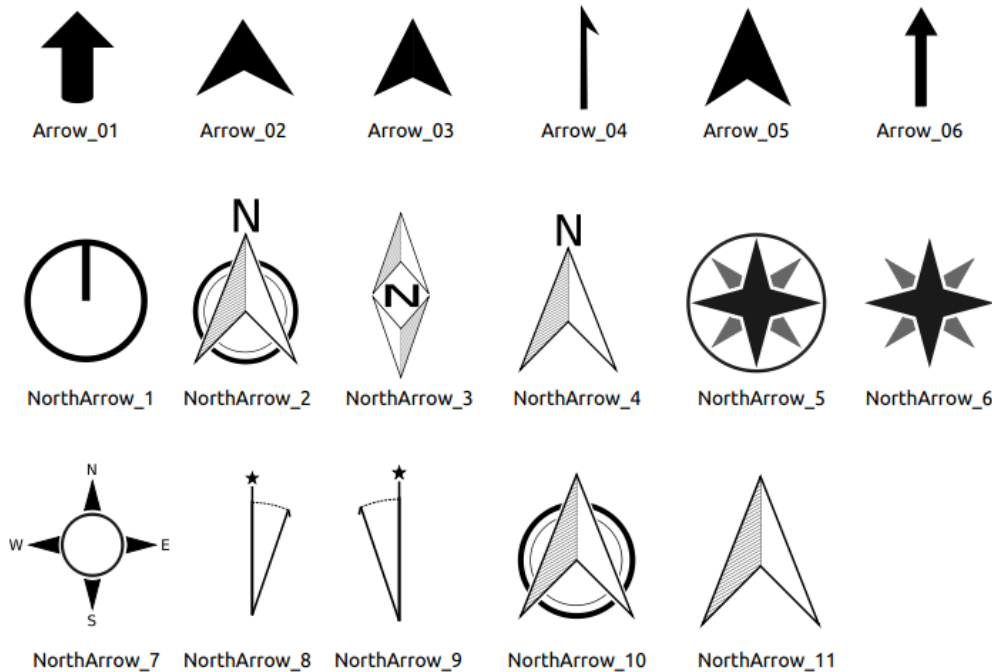 Arrow_01 Arrow_02 Arrow_03 Arrow_04 Arrow_05 Arrow_06
N N
N
NorthArrow_1 NorthArrow_2 NorthArrow_3 NorthArrow_4 NorthArrow_5 NorthArrow_6
N
W E
S
NorthArrow_7 NorthArrow_8 NorthArrow_9 NorthArrow_10 NorthArrow_11